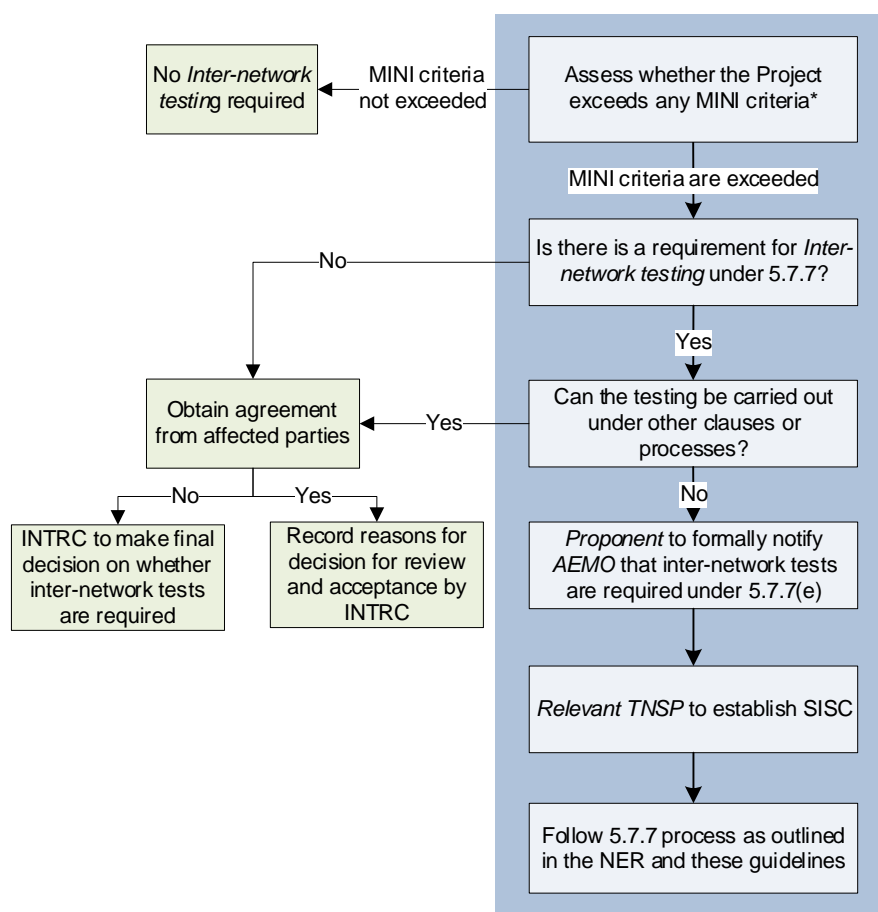 No Inter-network
testing required
MINI criteria
not exceeded
Assess whether the Project
exceeds any MINI criteria*
MINI criteria are exceeded
Is there is a requirement for Inter-
network testing under 5.7.7?
No
Yes
Obtain agreement
from affected parties
Yes
Can the testing be carried out
under other clauses or
processes?
No
Yes
No
INTRC to make final
decision on whether
inter-network tests
are required
Record reasons for
decision for review
and acceptance by
INTRC
Proponent to formally notify
AEMO that inter-network tests
are required under 5.7.7(e)
Relevant TNSP to establish SISC
Follow 5.7.7 process as outlined
in the NER and these guidelines